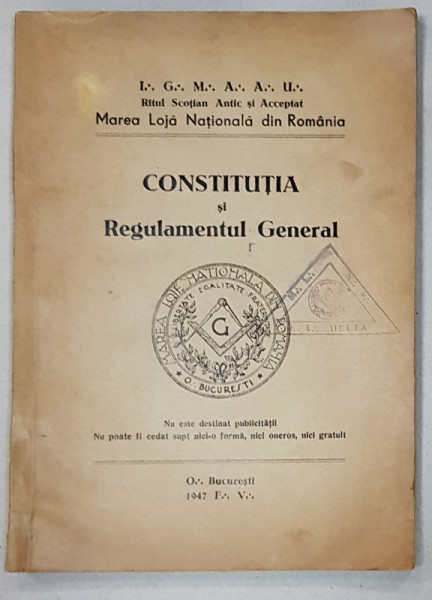 I∴ G∴ M∴ A∴ A∴ U∴
Ritul Scoțian Antic și Acceptat
Marea Lojă Națională din România
CONSTITUȚIA
și
Regulamentul General
MAREA LOJE NATIONALA DIN ROMANIA
LIBERTATE EGALITATE FRATERNITATE
G
O∴ BUCUREȘTI
M∴ L∴
DELTA
Nu este destinat publicității
Nu poate fi cedat supt nici-o formă, nici oneros, nici gratuit
O∴ București
1947 E∴ V∴